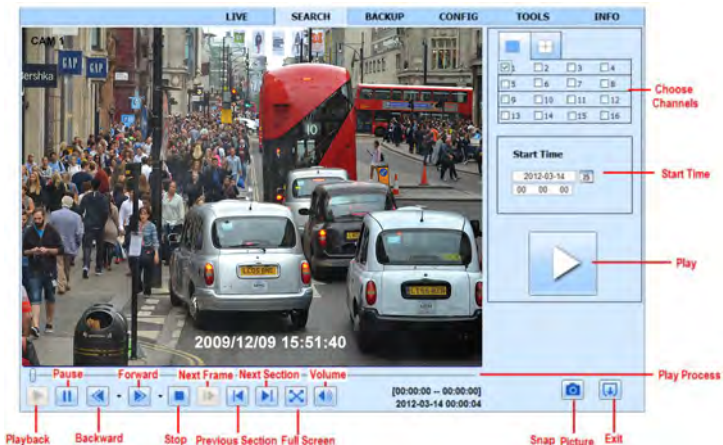 LIVE SEARCH BACKUP CONFIG TOOLS INFO
CAM 1
GAP
GAP
10
2009/12/09 15:51:40
1 2 3 4
5 6 7 8
9 10 11 12
13 14 15 16
Choose
Channels
Start Time
2012-03-14
00 00 00
Start Time
Play
Play Process
Pause Forward Next Frame Next Section Volume
[00:00:00 -- 00:00:00]
2012-03-14 00:00:04
Playback Backward Stop Previous Section Full Screen Snap Picture Exit